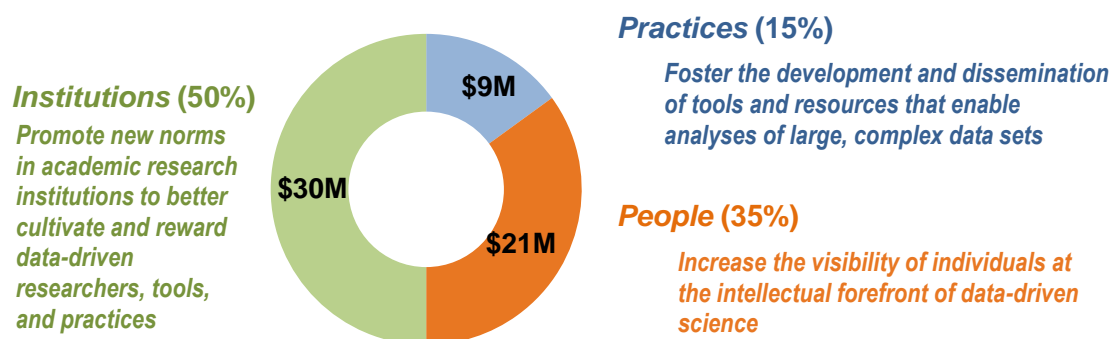 Institutions (50%)
Promote new norms
in academic research
institutions to better
cultivate and reward
data-driven
researchers, tools,
and practices
$30M
$9M
$21M
Practices (15%)
Foster the development and dissemination
of tools and resources that enable
analyses of large, complex data sets
People (35%)
Increase the visibility of individuals at
the intellectual forefront of data-driven
science